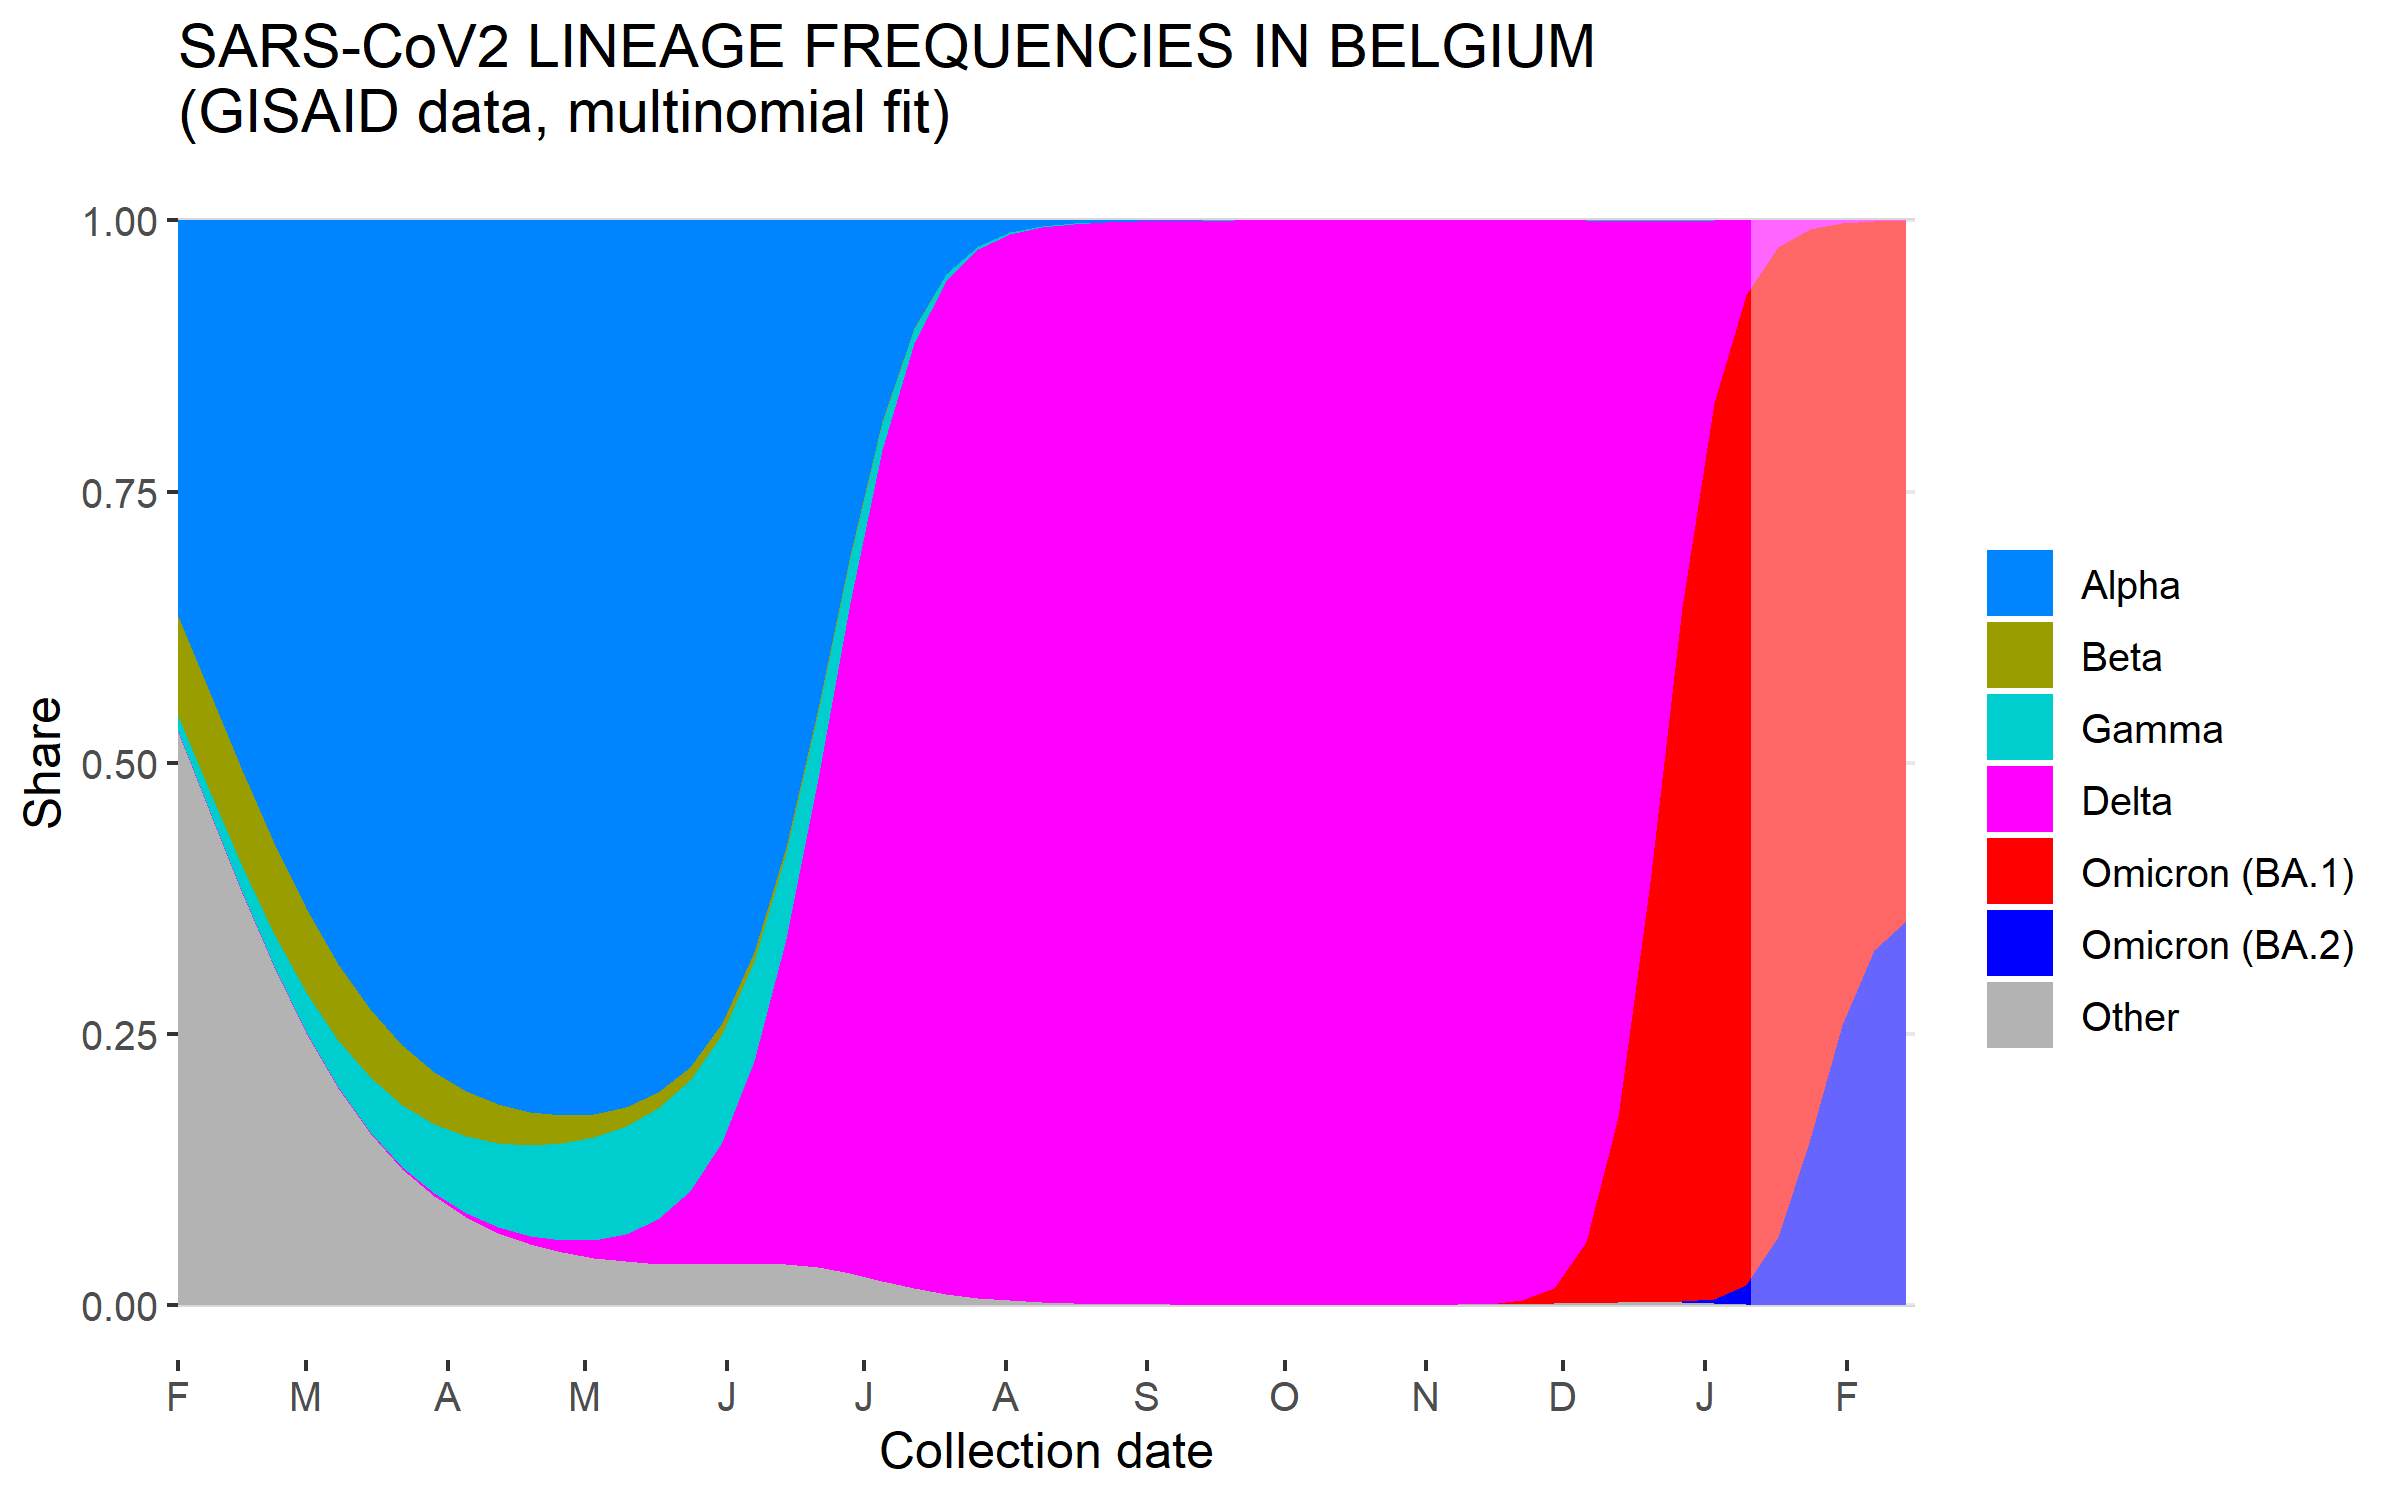 SARS-CoV2 LINEAGE FREQUENCIES IN BELGIUM
(GISAID data, multinomial fit)
1.00
0.75
0.50
0.25
0.00
Share
F M A M J J A S O N D J F
Collection date
Alpha
Beta
Gamma
Delta
Omicron (BA.1)
Omicron (BA.2)
Other